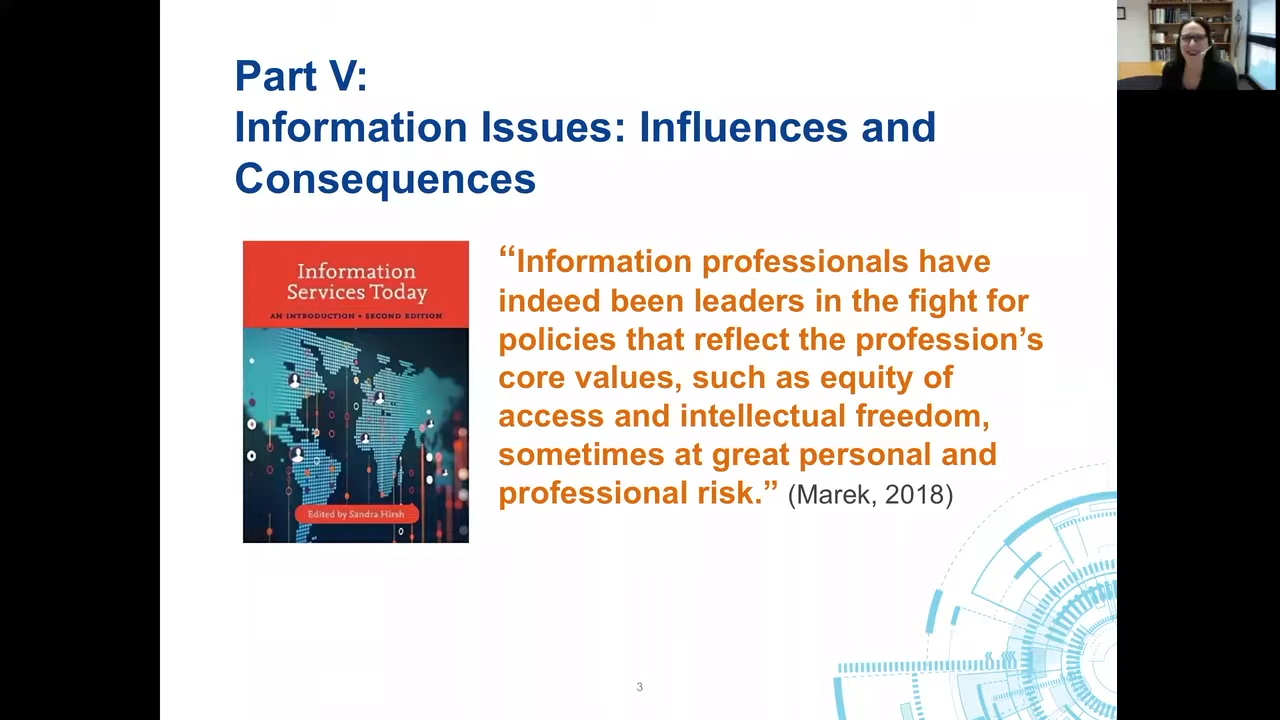 Part V:
Information Issues: Influences and
Consequences
Information
Services Today
AN INTRODUCTION • SECOND EDITION
Edited by Sandra Hirsh
“Information professionals have
indeed been leaders in the fight for
policies that reflect the profession’s
core values, such as equity of
access and intellectual freedom,
sometimes at great personal and
professional risk.” (Marek, 2018)
3